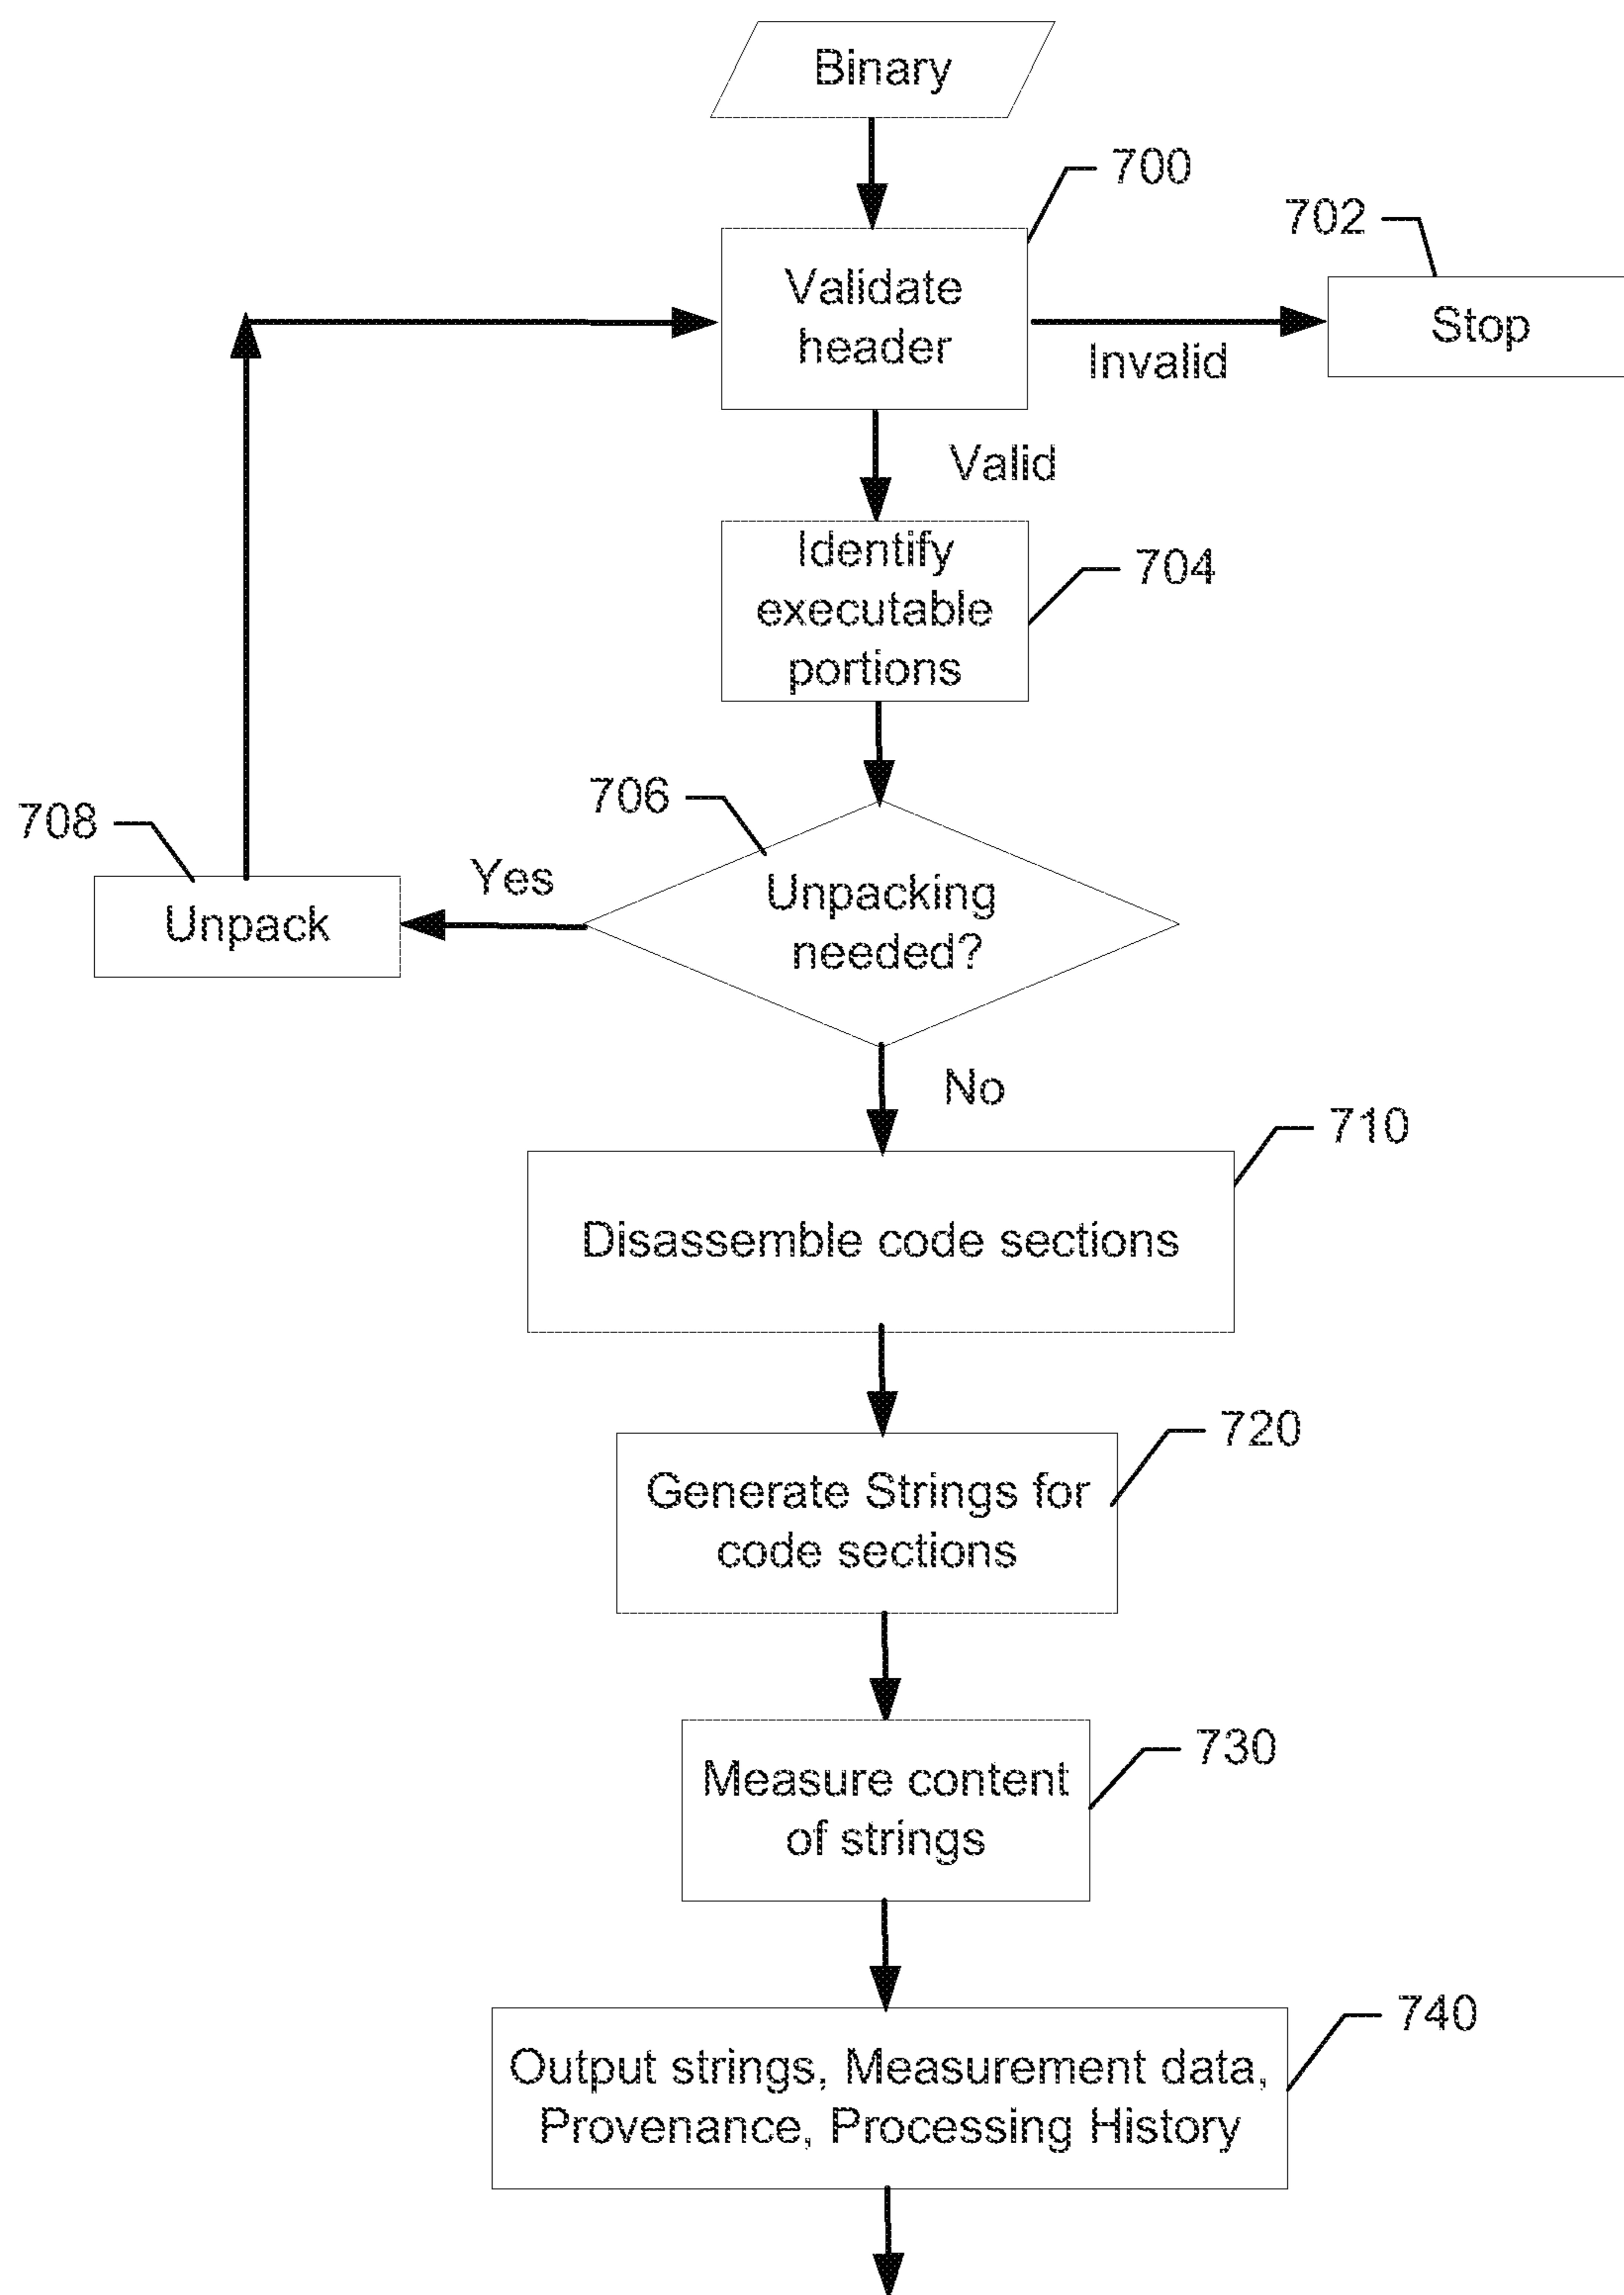 Binary
700
702
Validate
header
Stop
Invalid
Valid
Identify
executable
portions
704
706
708
Yes
Unpacking
needed?
Unpack
No
710
Disassemble code sections
720
Generate Strings for
code sections
730
Measure content
of strings
740
Output strings, Measurement data,
Provenance, Processing History